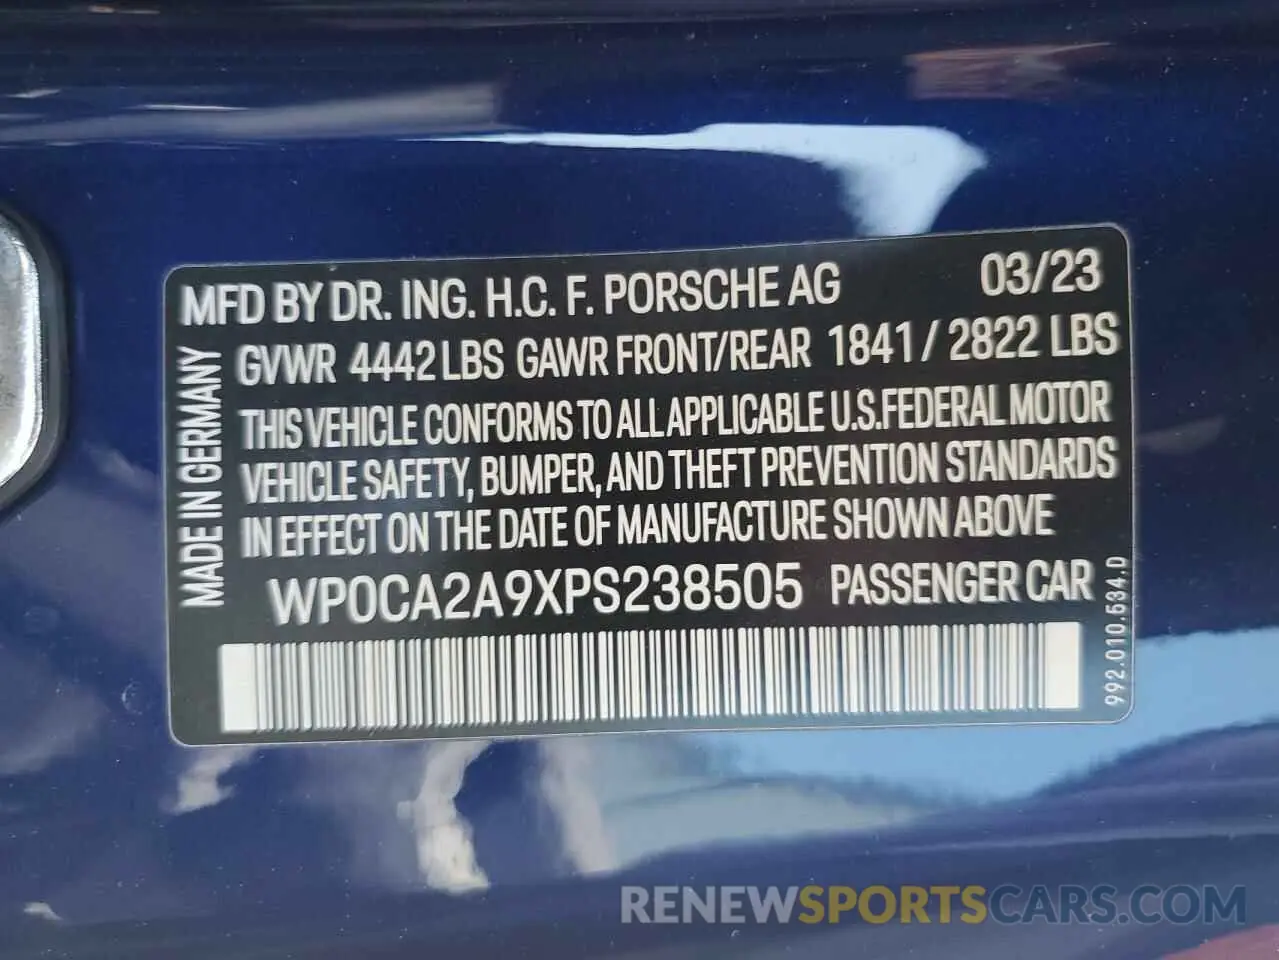 MFD BY DR. ING. H.C. F. PORSCHE AG 03/23
GVWR 4442 LBS GAWR FRONT/REAR 1841 / 2822 LBS
THIS VEHICLE CONFORMS TO ALL APPLICABLE U.S.FEDERAL MOTOR
VEHICLE SAFETY, BUMPER, AND THEFT PREVENTION STANDARDS
IN EFFECT ON THE DATE OF MANUFACTURE SHOWN ABOVE
WP0CA2A9XPS238505 PASSENGER CAR
MADE IN GERMANY
992.010.534.0
RENEWSPORTSCARS.COM